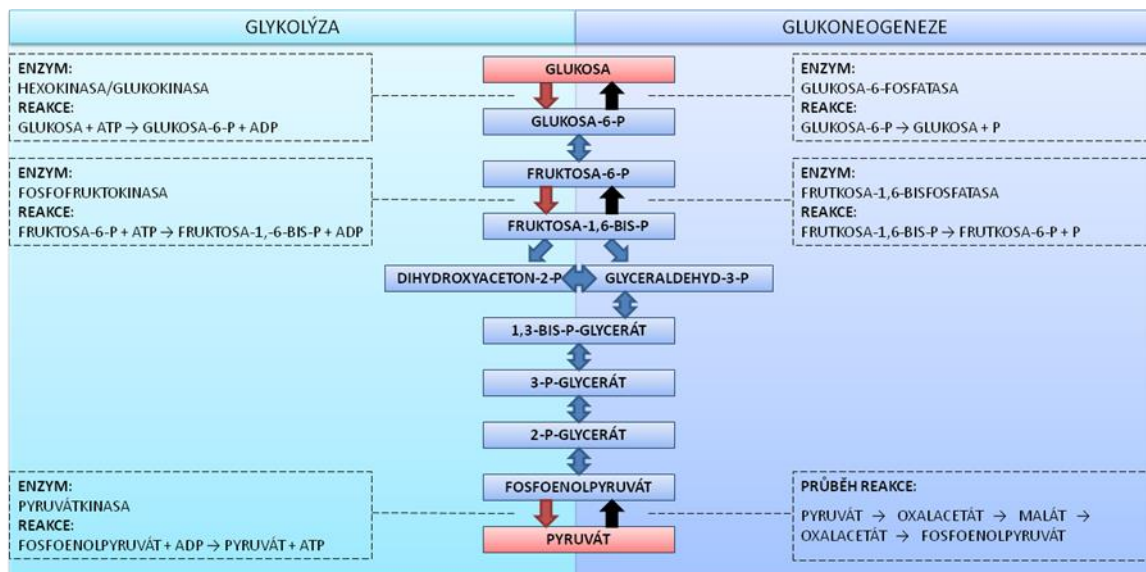 GLYKOLÝZA
GLUKONEOGENEZE
ENZYM:
HEXOKINASA/GLUKOKINASA
REAKCE:
GLUKOSA + ATP → GLUKOSA-6-P + ADP
GLUKOSA
GLUKOSA-6-P
ENZYM:
GLUKOSA-6-FOSFATASA
REAKCE:
GLUKOSA-6-P → GLUKOSA + P
ENZYM:
FOSFOFRUKTOKINASA
REAKCE:
FRUKTOSA-6-P + ATP → FRUKTOSA-1,-6-BIS-P + ADP
FRUKTOSA-6-P
FRUKTOSA-1,6-BIS-P
ENZYM:
FRUTKOSA-1,6-BISFOSFATASA
REAKCE:
FRUTKOSA-1,6-BIS-P → FRUTKOSA-6-P + P
DIHYDROXYACETON-2-P
GLYCERALDEHYD-3-P
1,3-BIS-P-GLYCERÁT
3-P-GLYCERÁT
2-P-GLYCERÁT
FOSFOENOLPYRUVÁT
PYRUVÁT
ENZYM:
PYRUVÁTKINASA
REAKCE:
FOSFOENOLPYRUVÁT + ADP → PYRUVÁT + ATP
PRŮBĚH REAKCE:
PYRUVÁT → OXALACETÁT → MALÁT →
OXALACETÁT → FOSFOENOLPYRUVÁT